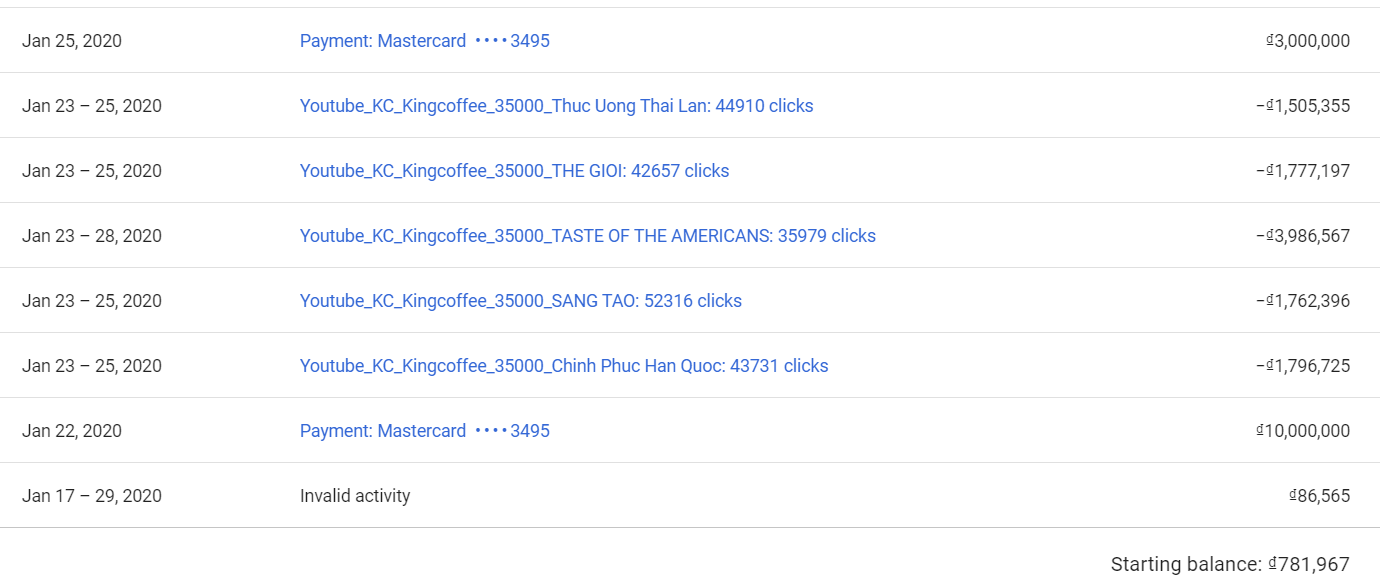 Jan 25, 2020 Payment: Mastercard ••••3495 ₫3,000,000
Jan 23 – 25, 2020 Youtube_KC_Kingcoffee_35000_Thuc Uong Thai Lan: 44910 clicks −₫1,505,355
Jan 23 – 25, 2020 Youtube_KC_Kingcoffee_35000_THE GIOI: 42657 clicks −₫1,777,197
Jan 23 – 28, 2020 Youtube_KC_Kingcoffee_35000_TASTE OF THE AMERICANS: 35979 clicks −₫3,986,567
Jan 23 – 25, 2020 Youtube_KC_Kingcoffee_35000_SANG TAO: 52316 clicks −₫1,762,396
Jan 23 – 25, 2020 Youtube_KC_Kingcoffee_35000_Chinh Phuc Han Quoc: 43731 clicks −₫1,796,725
Jan 22, 2020 Payment: Mastercard ••••3495 ₫10,000,000
Jan 17 – 29, 2020 Invalid activity ₫86,565
Starting balance: ₫781,967